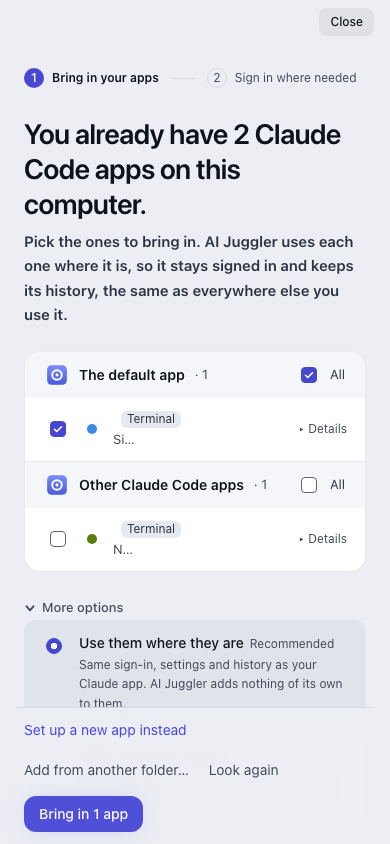 Close
1 Bring in your apps 2 Sign in where needed
You already have 2 Claude
Code apps on this
computer.
Pick the ones to bring in. AI Juggler uses each
one where it is, so it stays signed in and keeps
its history, the same as everywhere else you
use it.
The default app · 1 All
Terminal
Si... Details
Other Claude Code apps · 1 All
Terminal
N... Details
More options
Use them where they are Recommended
Same sign-in, settings and history as your
Claude app. AI Juggler adds nothing of its own
to them.
Set up a new app instead
Add from another folder... Look again
Bring in 1 app